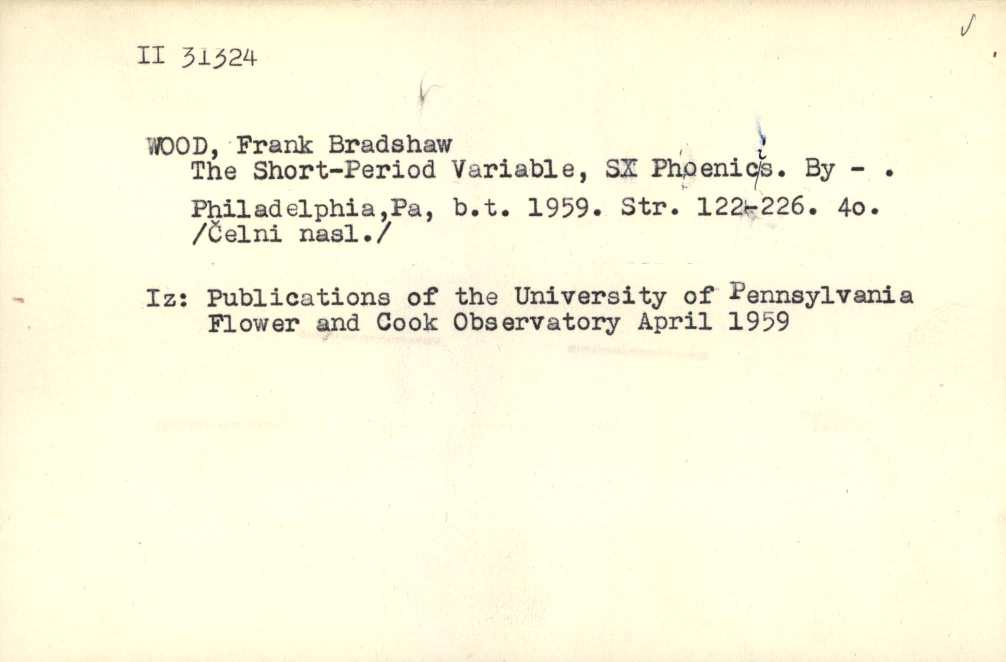 II 31324
WOOD, Frank Bradshaw
The Short-Period Variable, SX Phoenicis. By - .
Philadelphia,Pa, b.t. 1959. Str. 122-226. 4o.
/Čelni nasl./
Iz: Publications of the University of Pennsylvania
Flower and Cook Observatory April 1959